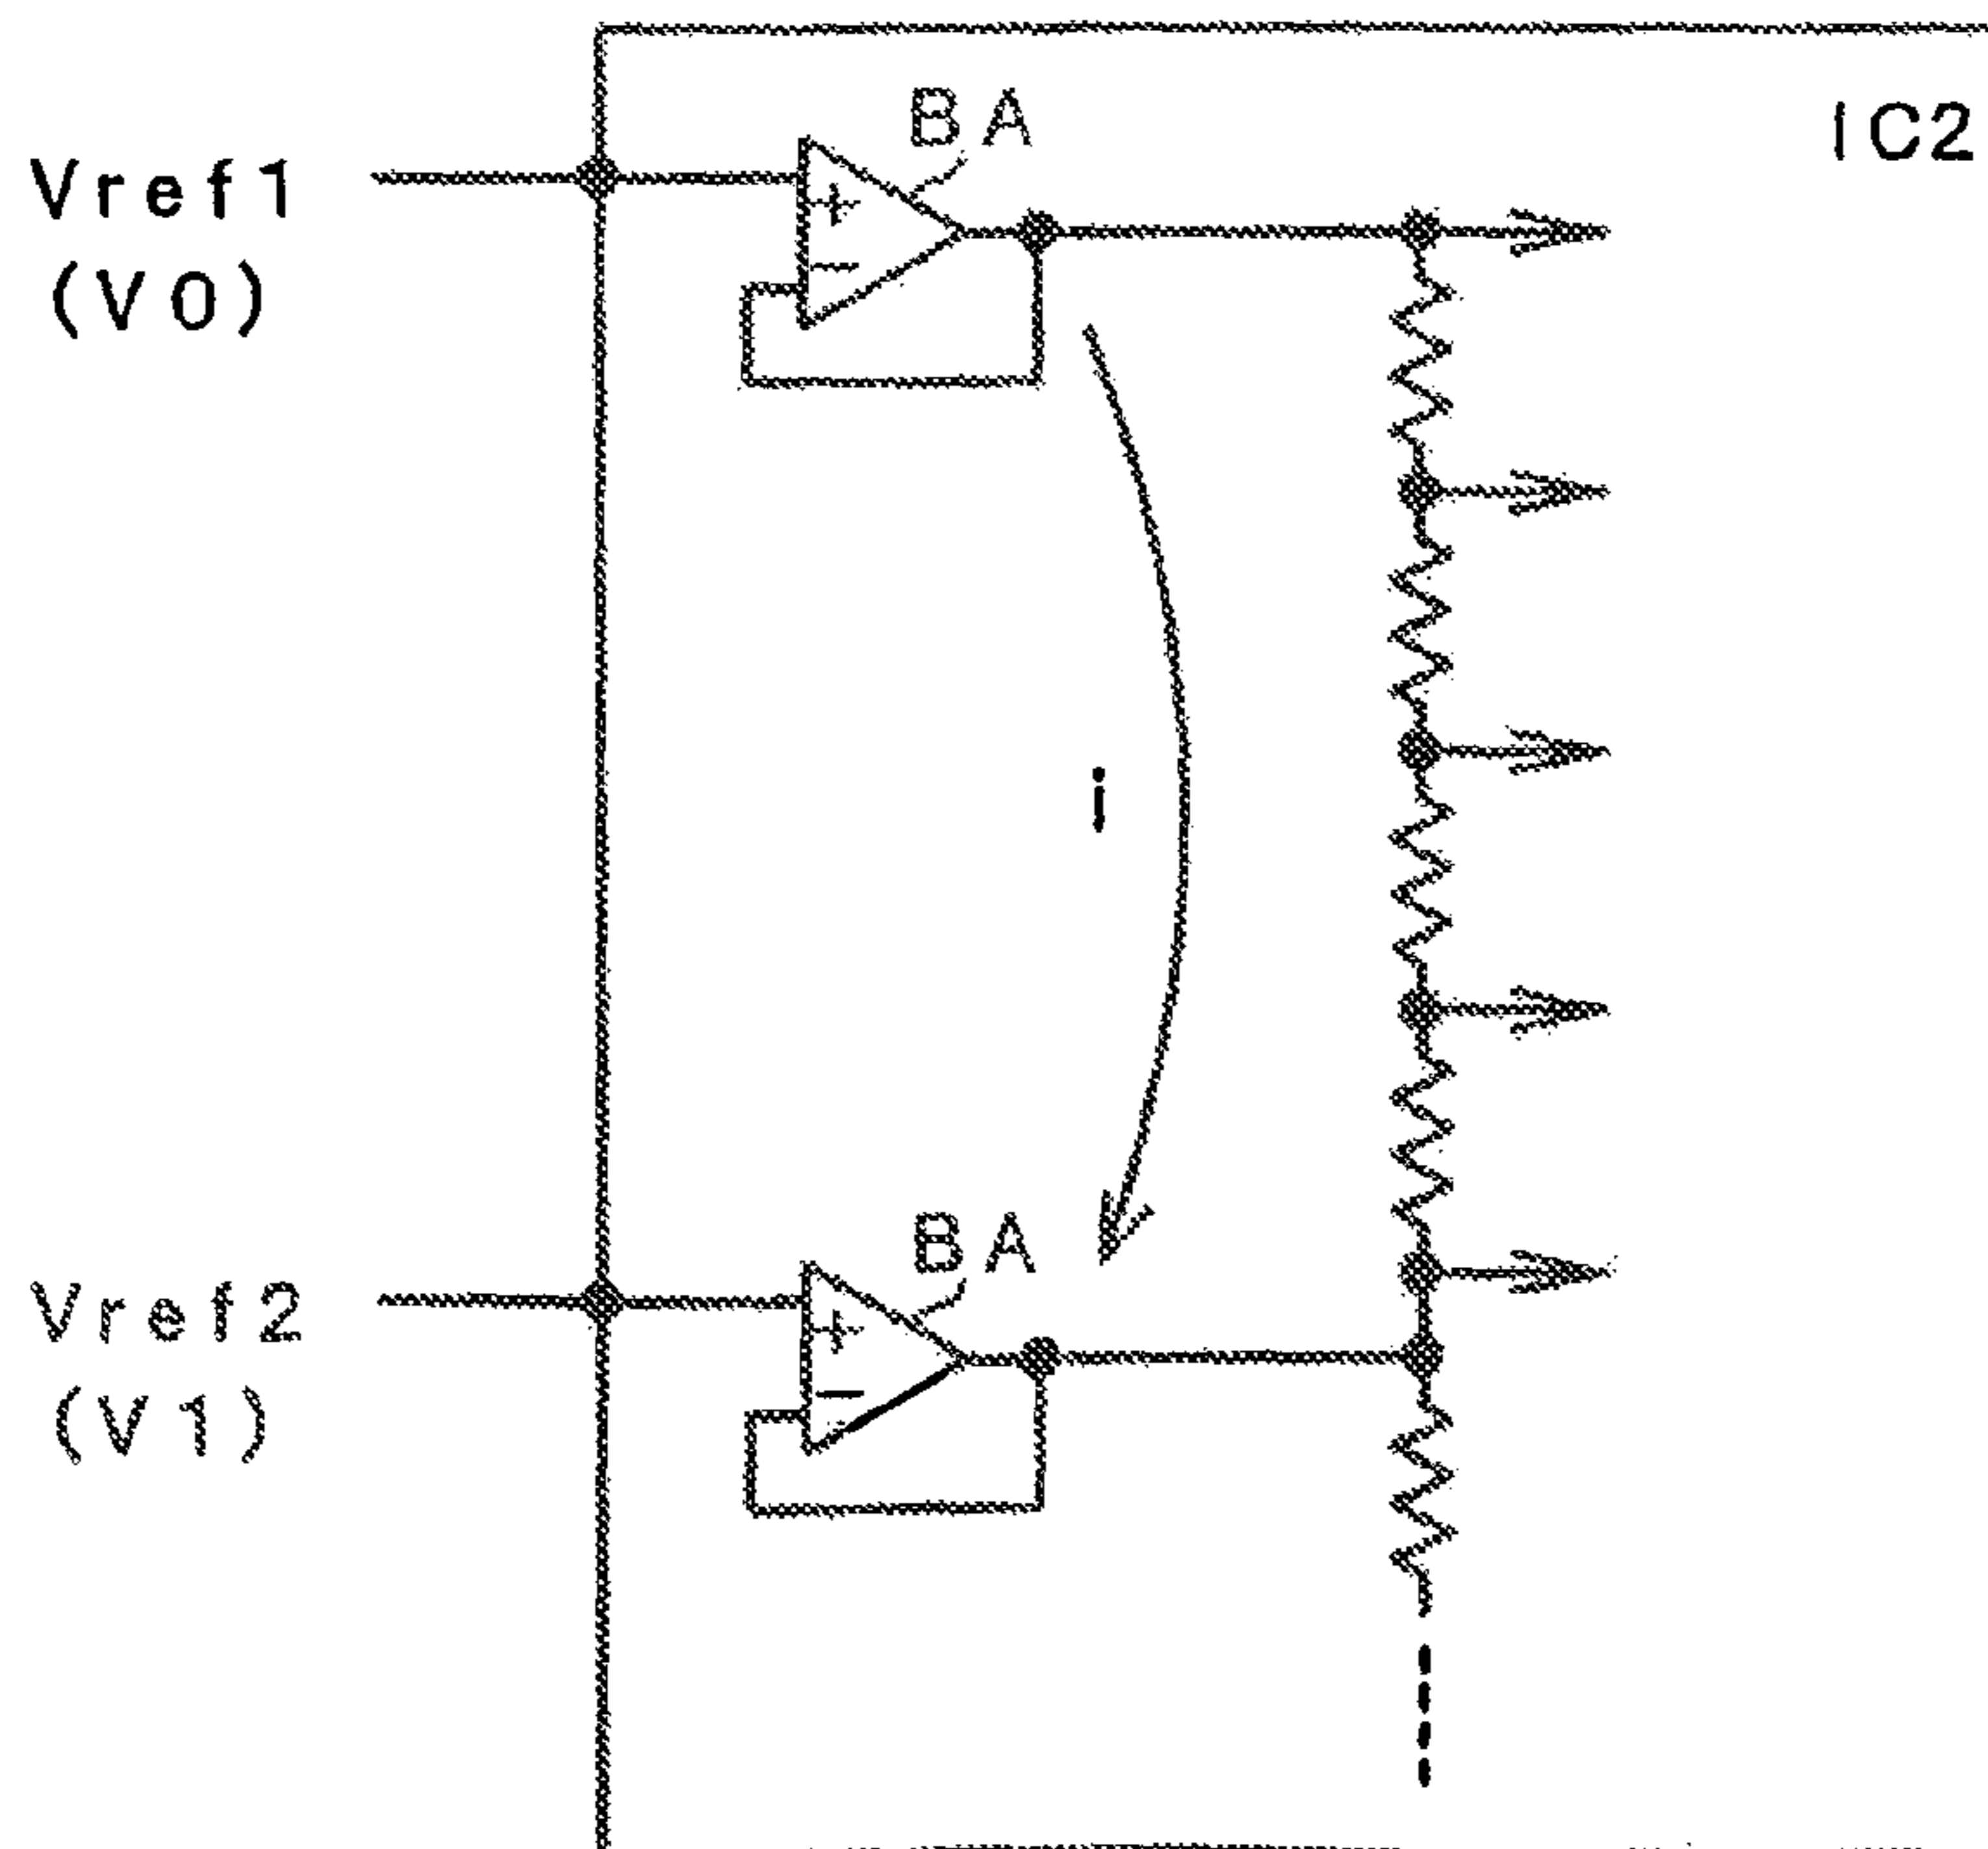 BA
IC2
Vref1
(V0)
+
−
i
BA
Vref2
(V1)
+
−